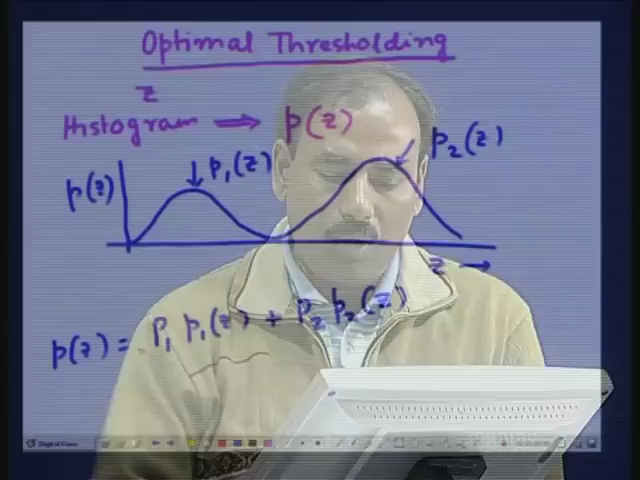 Optimal Thresholding
z
Histogram ⇒ p(z)
p(z) p₁(z) p₂(z)
z →
p(z) = P₁ p₁(z) + P₂ p₂(z)